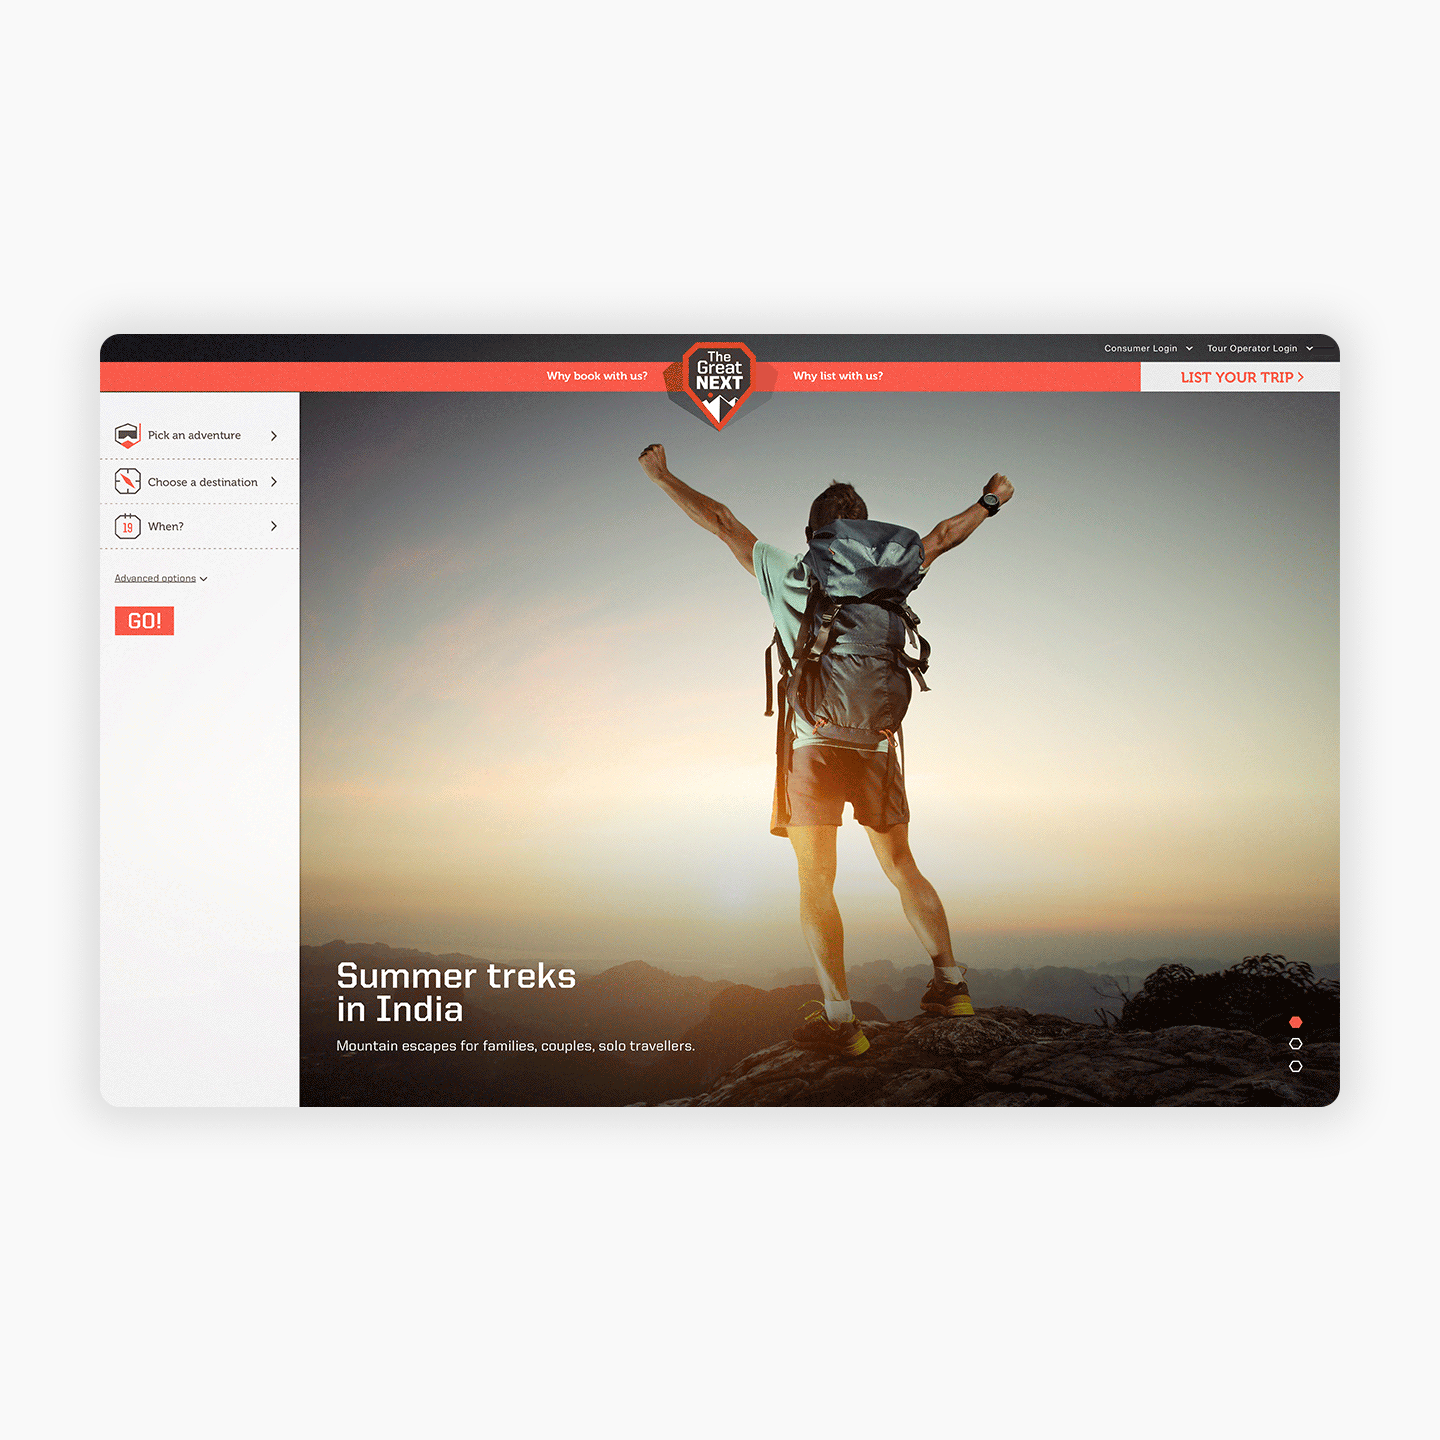 Consumer Login
Tour Operator Login
Why book with us?
The
Great
NEXT
Why list with us?
LIST YOUR TRIP
Pick an adventure
Choose a destination
19
When?
Advanced options
GO!
Summer treks
in India
Mountain escapes for families, couples, solo travellers.